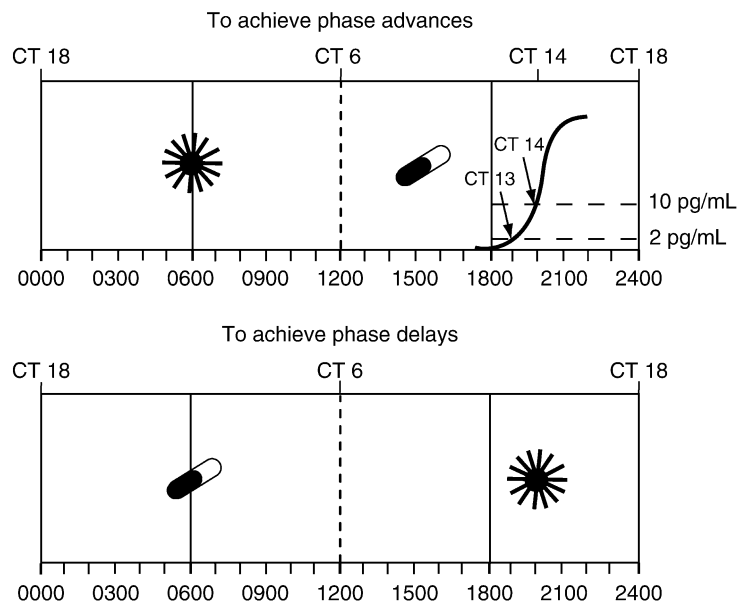 To achieve phase advances
CT 18 CT 6 CT 14 CT 18
CT 14
CT 13
10 pg/mL
2 pg/mL
0000 0300 0600 0900 1200 1500 1800 2100 2400
To achieve phase delays
CT 18 CT 6 CT 18
0000 0300 0600 0900 1200 1500 1800 2100 2400